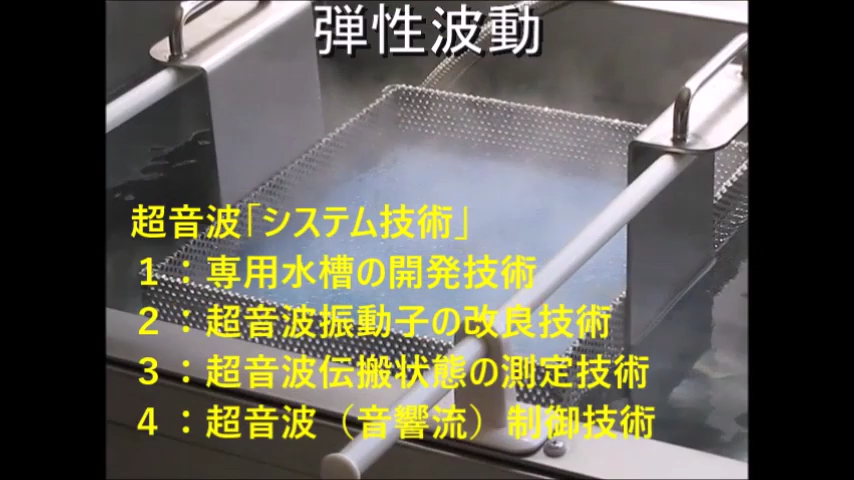 弾性波動
超音波「システム技術」
１：専用水槽の開発技術
２：超音波振動子の改良技術
３：超音波伝搬状態の測定技術
４：超音波（音響流）制御技術